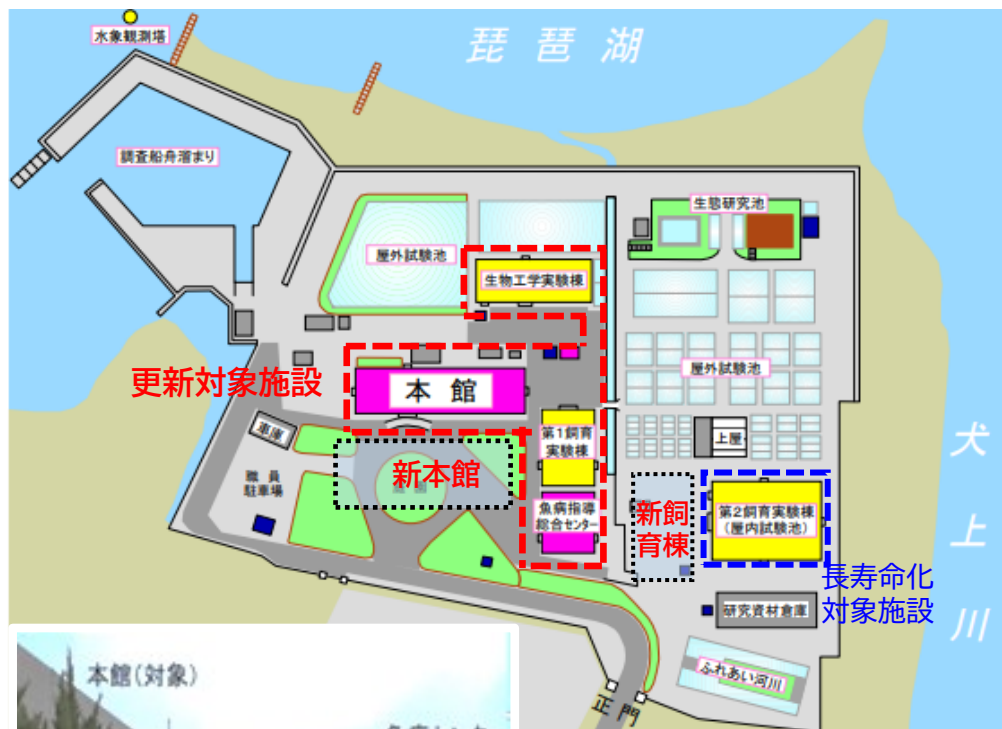 水象観測塔
琵琶湖
調査船舟溜まり
生態研究池
屋外試験池
生物工学実験棟
更新対象施設
本館
屋外試験池
車庫
第1飼育
実験棟
上屋
新本館
職員
駐車場
魚病指導
総合センター
新飼
育棟
第2飼育実験棟
(屋内試験池)
犬上川
長寿命化
対象施設
研究資材倉庫
ふれあい河川
正門
本館(対象)